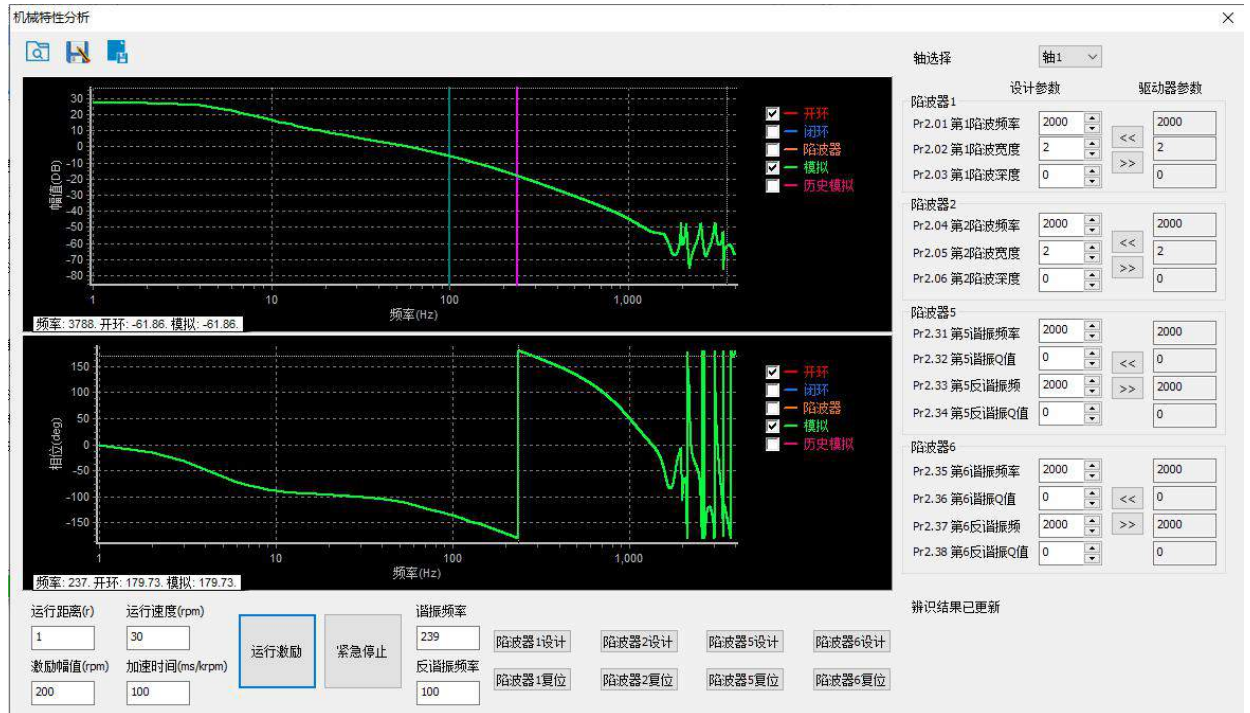 机械特性分析
轴选择 轴1
设计参数 驱动器参数
30
20
10
0
-10
-20
-30
-40
-50
-60
-70
-80
幅值(DB)
1 10 100 1,000
频率(Hz)
频率: 3788. 开环: -61.86. 模拟: -61.86.
开环
闭环
陷波器
模拟
历史模拟
150
100
50
0
-50
-100
-150
相位(deg)
1 10 100 1,000
频率(Hz)
频率: 237. 开环: 179.73. 模拟: 179.73.
开环
闭环
陷波器
模拟
历史模拟
陷波器1
Pr2.01 第1陷波频率 2000 2000
Pr2.02 第1陷波宽度 2 << 2
Pr2.03 第1陷波深度 0 >> 0
陷波器2
Pr2.04 第2陷波频率 2000 2000
Pr2.05 第2陷波宽度 2 << 2
Pr2.06 第2陷波深度 0 >> 0
陷波器5
Pr2.31 第5谐振频率 2000 2000
Pr2.32 第5谐振Q值 0 << 0
Pr2.33 第5反谐振频 2000 >> 2000
Pr2.34 第5反谐振Q值 0 0
陷波器6
Pr2.35 第6谐振频率 2000 2000
Pr2.36 第6谐振Q值 0 << 0
Pr2.37 第6反谐振频 2000 >> 2000
Pr2.38 第6反谐振Q值 0 0
辨识结果已更新
运行距离(r) 运行速度(rpm)
1 30
激励幅值(rpm) 加速时间(ms/krpm)
200 100
运行激励 紧急停止
谐振频率
239
反谐振频率
100
陷波器1设计 陷波器2设计 陷波器5设计 陷波器6设计
陷波器1复位 陷波器2复位 陷波器5复位 陷波器6复位